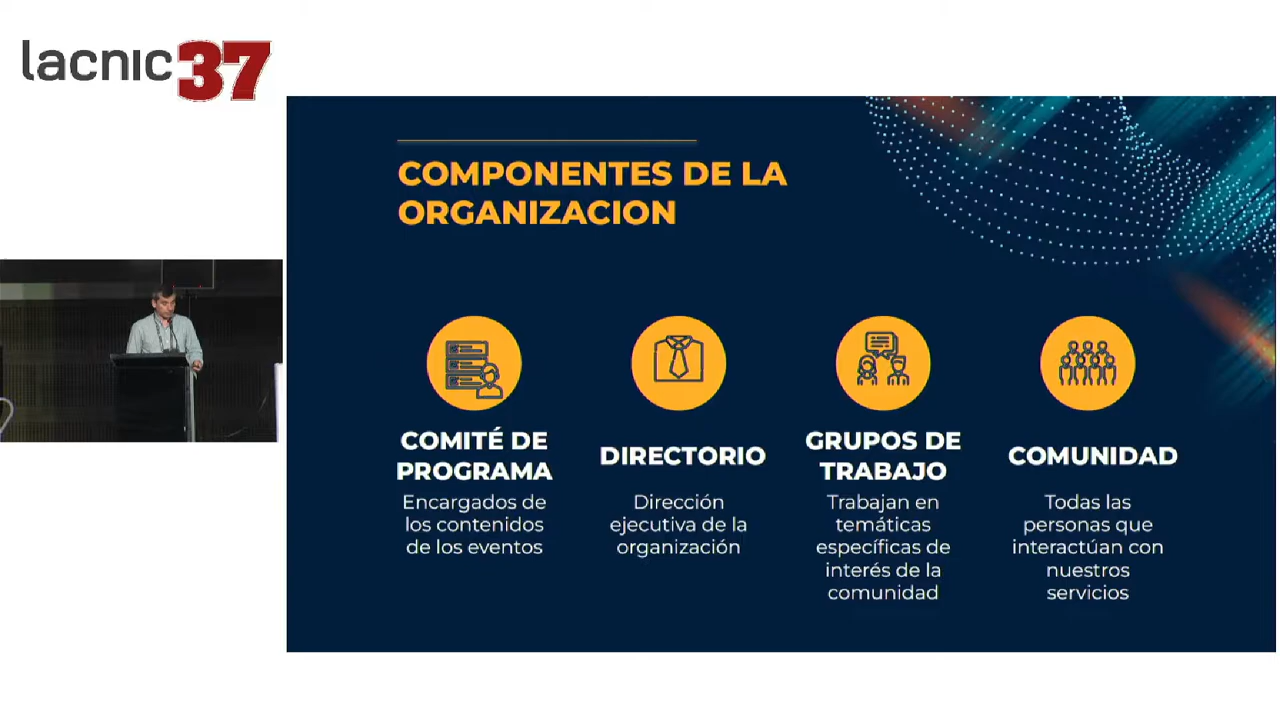 lacnic37
COMPONENTES DE LA
ORGANIZACION
COMITÉ DE
PROGRAMA
Encargados de
los contenidos
de los eventos
DIRECTORIO
Dirección
ejecutiva de la
organización
GRUPOS DE
TRABAJO
Trabajan en
temáticas
específicas de
interés de la
comunidad
COMUNIDAD
Todas las
personas que
interactúan con
nuestros
servicios